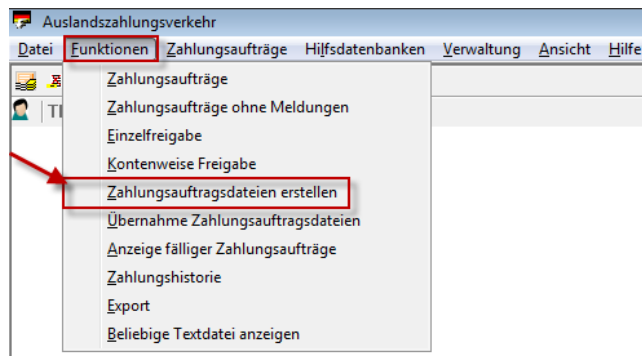 Auslandszahlungsverkehr
Datei Funktionen Zahlungsaufträge Hilfsdatenbanken Verwaltung Ansicht Hilfe
Zahlungsaufträge
Zahlungsaufträge ohne Meldungen
Einzelfreigabe
Kontenweise Freigabe
Zahlungsauftragsdateien erstellen
Übernahme Zahlungsauftragsdateien
Anzeige fälliger Zahlungsaufträge
Zahlungshistorie
Export
Beliebige Textdatei anzeigen